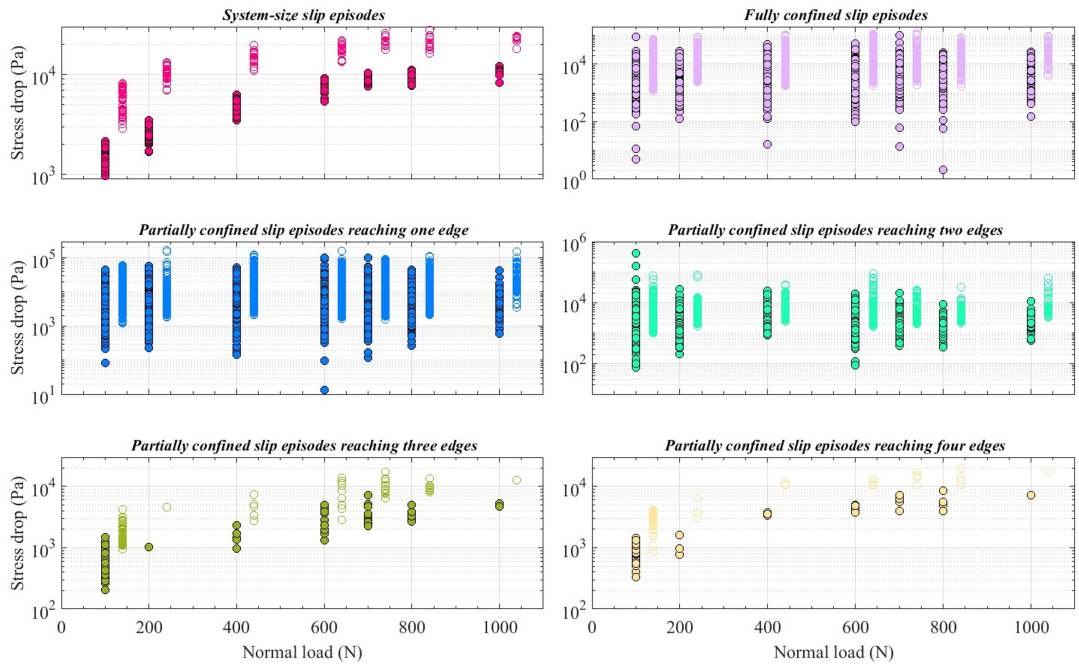 System-size slip episodes
Fully confined slip episodes
Stress drop (Pa)
10^4
10^3
10^4
10^2
10^0
Partially confined slip episodes reaching one edge
Partially confined slip episodes reaching two edges
Stress drop (Pa)
10^5
10^3
10^1
10^6
10^4
10^2
Partially confined slip episodes reaching three edges
Partially confined slip episodes reaching four edges
Stress drop (Pa)
10^4
10^3
10^2
10^4
10^3
10^2
0 200 400 600 800 1000
0 200 400 600 800 1000
Normal load (N)
Normal load (N)